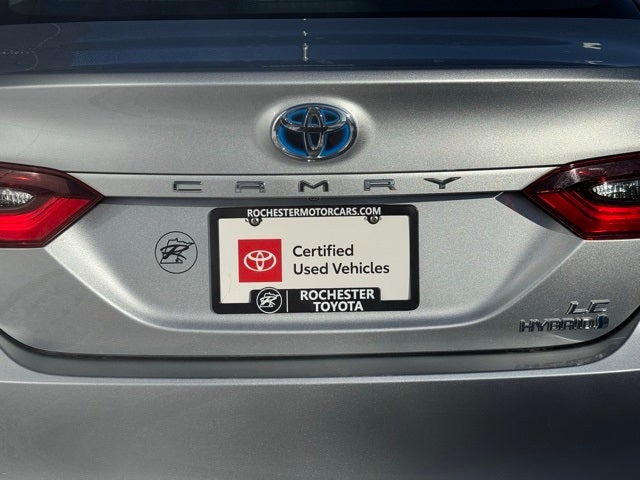 CAMRY
ROCHESTERMOTORCARS.COM
Certified
Used Vehicles
ROCHESTER
TOYOTA
LE
HYBRID